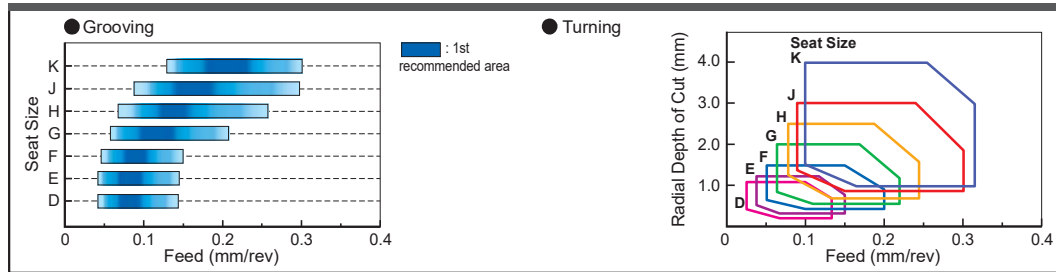 ● Grooving
: 1st
recommended area
Seat Size
K
J
H
G
F
E
D
0
0.1
0.2
0.3
0.4
Feed (mm/rev)
● Turning
Radial Depth of Cut (mm)
4.0
3.0
2.0
1.0
Seat Size
K
J
H
G
F
E
D
0
0.1
0.2
0.3
0.4
Feed (mm/rev)